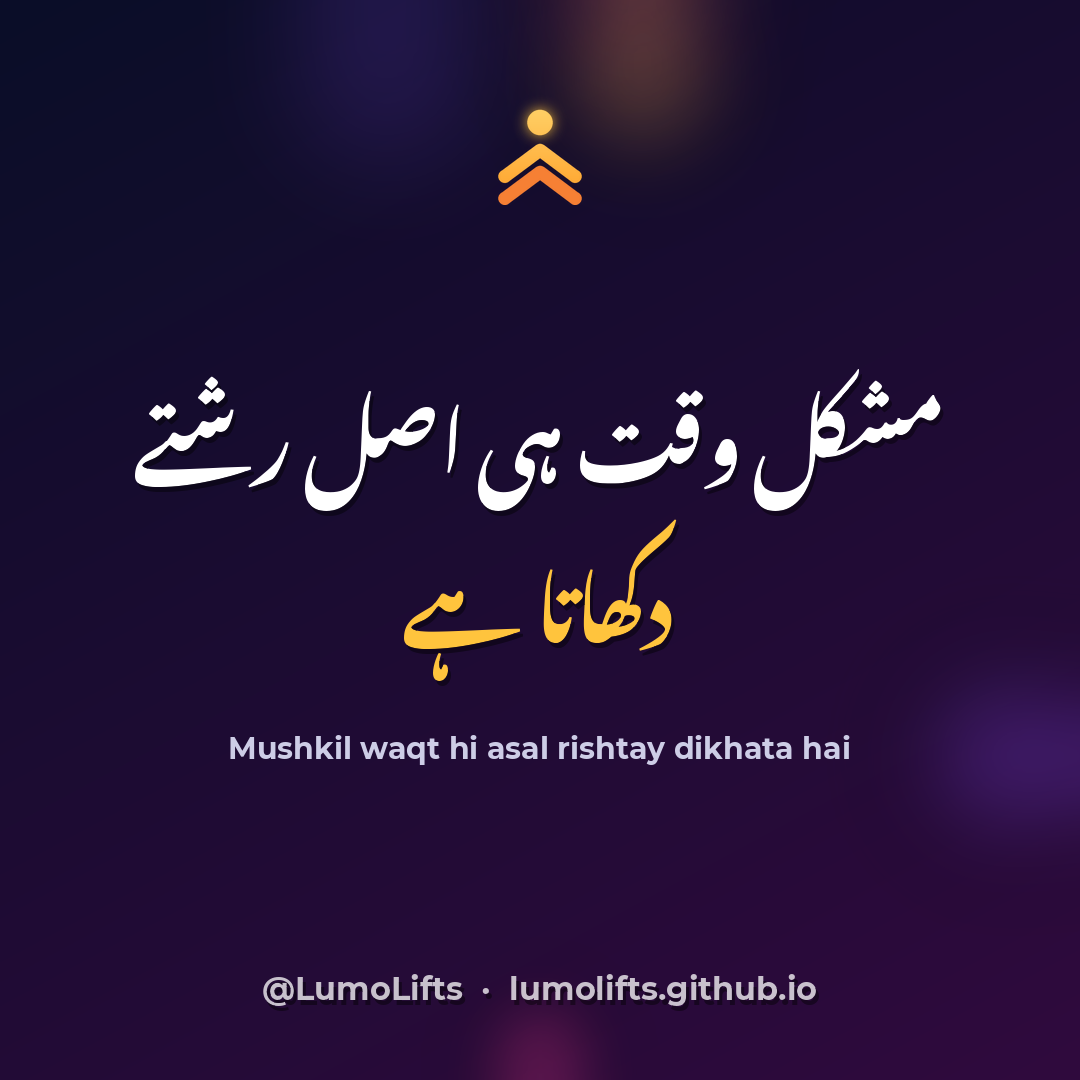 مشکل وقت ہی اصل رشتے
دکھاتا ہے
Mushkil waqt hi asal rishtay dikhata hai
@LumoLifts · lumolifts.github.io